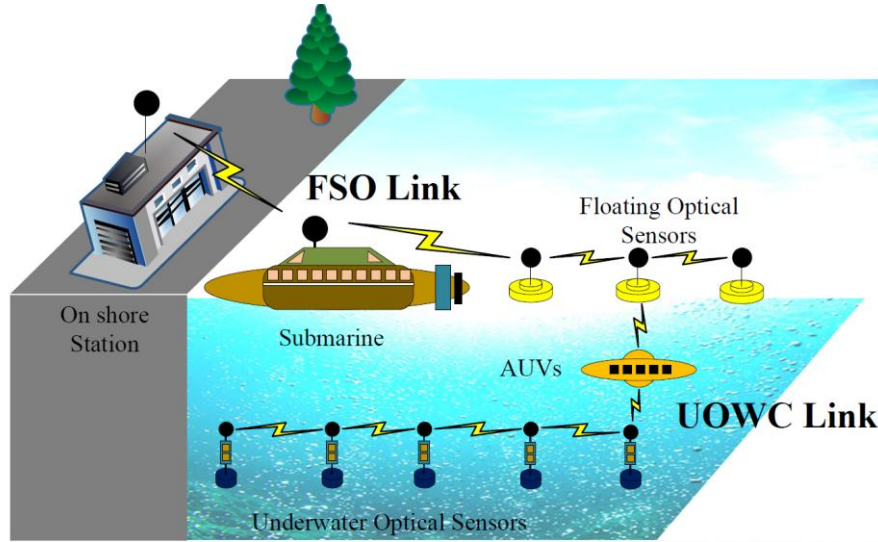 FSO Link
Floating Optical
Sensors
On shore
Station
Submarine
AUVs
UOWC Link
Underwater Optical Sensors